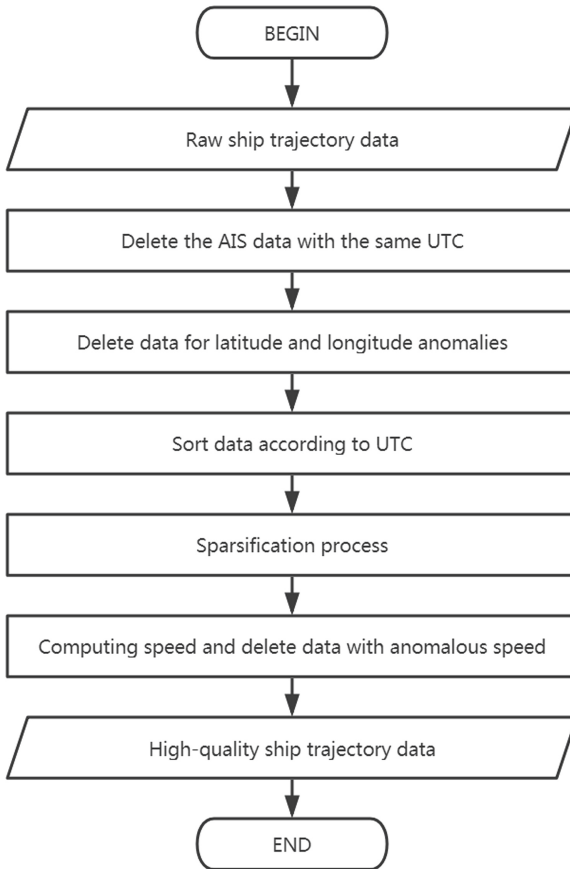 BEGIN
Raw ship trajectory data
Delete the AIS data with the same UTC
Delete data for latitude and longitude anomalies
Sort data according to UTC
Sparsification process
Computing speed and delete data with anomalous speed
High-quality ship trajectory data
END